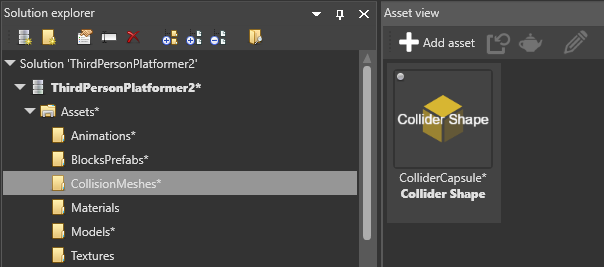 Solution explorer
Solution 'ThirdPersonPlatformer2'
ThirdPersonPlatformer2*
Assets*
Animations*
BlocksPrefabs*
CollisionMeshes*
Materials
Models*
Textures
Asset view
Add asset
Collider Shape
ColliderCapsule*
Collider Shape